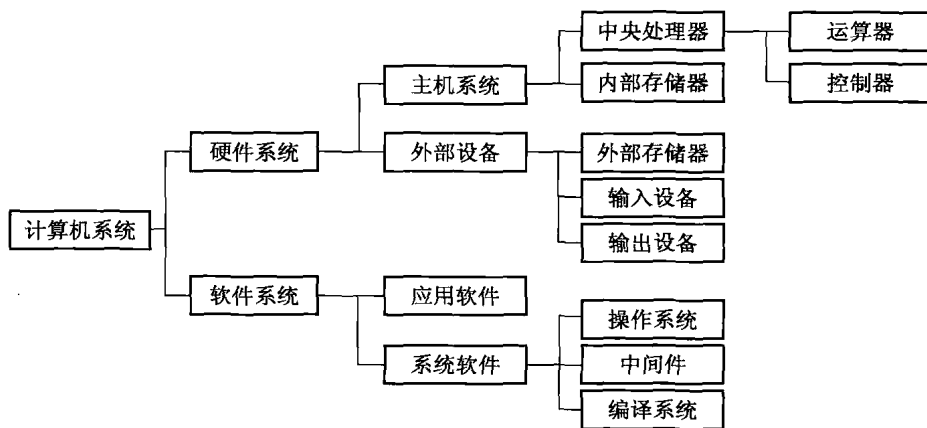 中央处理器
运算器
主机系统
内部存储器
控制器
硬件系统
外部设备
外部存储器
输入设备
计算机系统
输出设备
软件系统
应用软件
操作系统
系统软件
中间件
编译系统